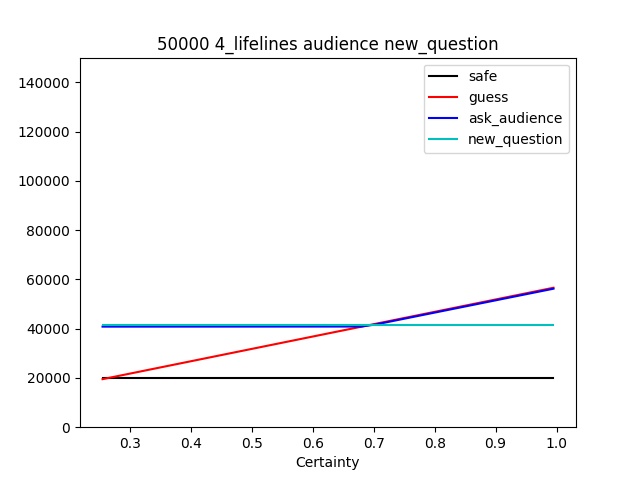 50000 4_lifelines audience new_question
140000
120000
100000
80000
60000
40000
20000
0
safe
guess
ask_audience
new_question
0.3 0.4 0.5 0.6 0.7 0.8 0.9 1.0
Certainty